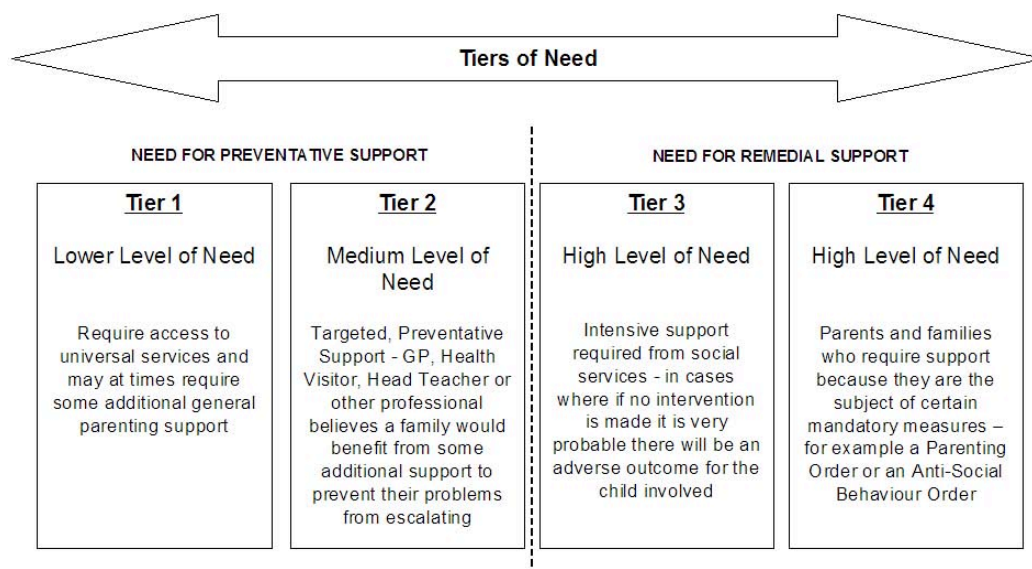 Tiers of Need
NEED FOR PREVENTATIVE SUPPORT
NEED FOR REMEDIAL SUPPORT
Tier 1
Lower Level of Need
Require access to
universal services and
may at times require
some additional general
parenting support
Tier 2
Medium Level of
Need
Targeted, Preventative
Support - GP, Health
Visitor, Head Teacher or
other professional
believes a family would
benefit from some
additional support to
prevent their problems
from escalating
Tier 3
High Level of Need
Intensive support
required from social
services - in cases
where if no intervention
is made it is very
probable there will be an
adverse outcome for the
child involved
Tier 4
High Level of Need
Parents and families
who require support
because they are the
subject of certain
mandatory measures –
for example a Parenting
Order or an Anti-Social
Behaviour Order